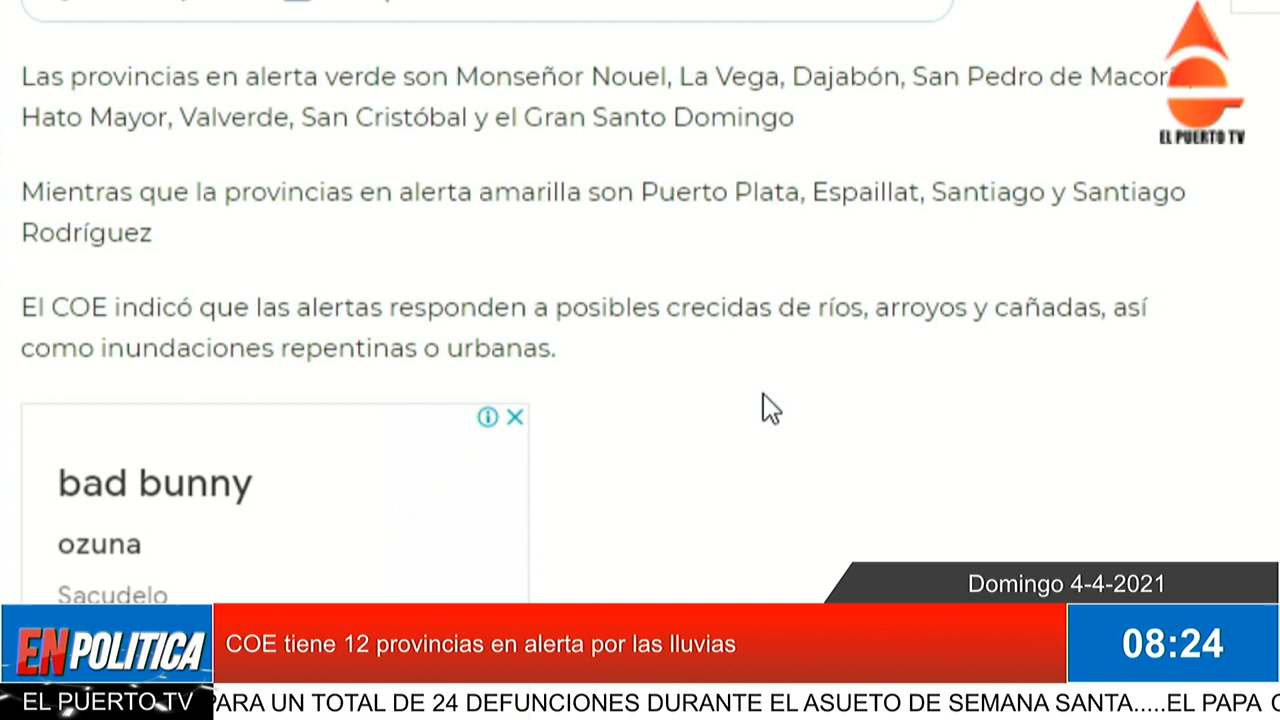 Las provincias en alerta verde son Monseñor Nouel, La Vega, Dajabón, San Pedro de
Hato Mayor, Valverde, San Cristóbal y el Gran Santo Domingo
EL PUERTO TV
Mientras que la provincias en alerta amarilla son Puerto Plata, Espaillat, Santiago y Santiago
Rodríguez
El COE indicó que las alertas responden a posibles crecidas de ríos, arroyos y cañadas, así
como inundaciones repentinas o urbanas.
bad bunny
ozuna
Sacudelo
Domingo 4-4-2021
EN POLITICA
COE tiene 12 provincias en alerta por las lluvias
08:24
EL PUERTO TV
PARA UN TOTAL DE 24 DEFUNCIONES DURANTE EL ASUETO DE SEMANA SANTA.....EL PAPA